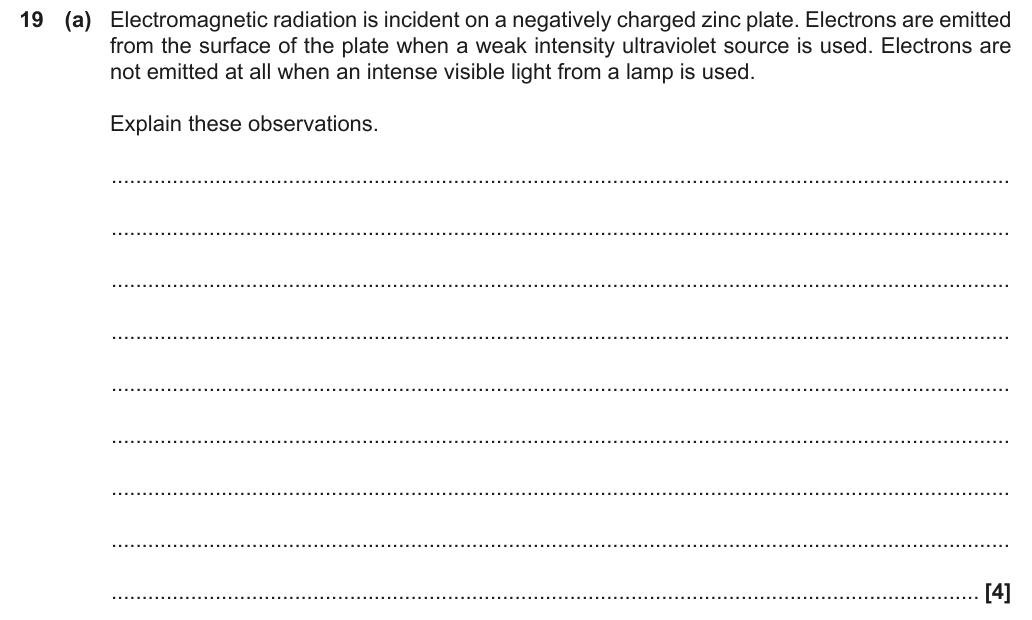 19 (a) Electromagnetic radiation is incident on a negatively charged zinc plate. Electrons are emitted
from the surface of the plate when a weak intensity ultraviolet source is used. Electrons are
not emitted at all when an intense visible light from a lamp is used.
Explain these observations.
[4]